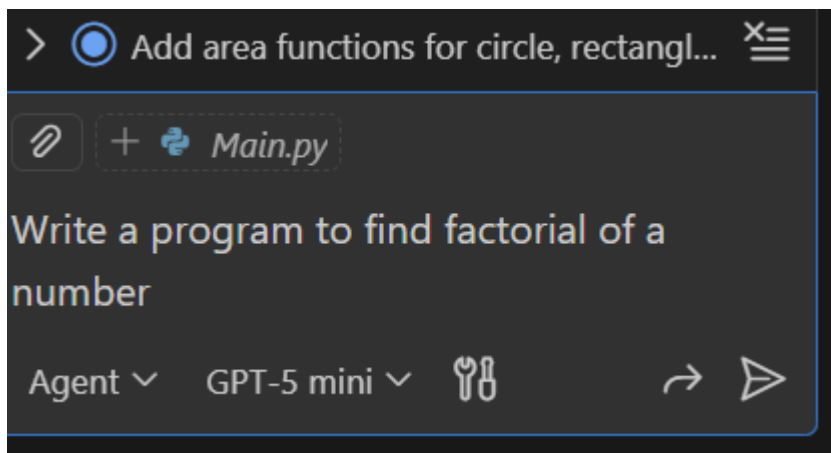 Add area functions for circle, rectangl...
Main.py
Write a program to find factorial of a
number
Agent GPT-5 mini